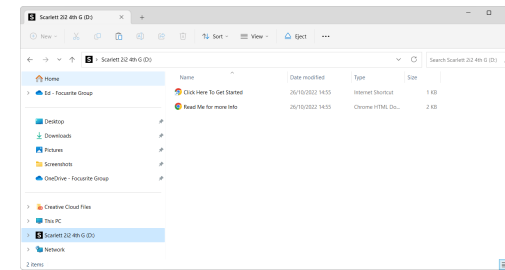 Scarlett 2i2 4th G (D:)
New Sort View Eject ...
Scarlett 2i2 4th G (D:) Search Scarlett 2i2 4th G (D:)
Home
Ed - Focusrite Group
Desktop
Downloads
Pictures
Screenshots
OneDrive - Focusrite Group
Creative Cloud Files
This PC
Scarlett 2i2 4th G (D:)
Network
Name Date modified Type Size
Click Here To Get Started 26/10/2022 14:55 Internet Shortcut 1 KB
Read Me for more info 26/10/2022 14:55 Chrome HTML Do... 2 KB
2 items